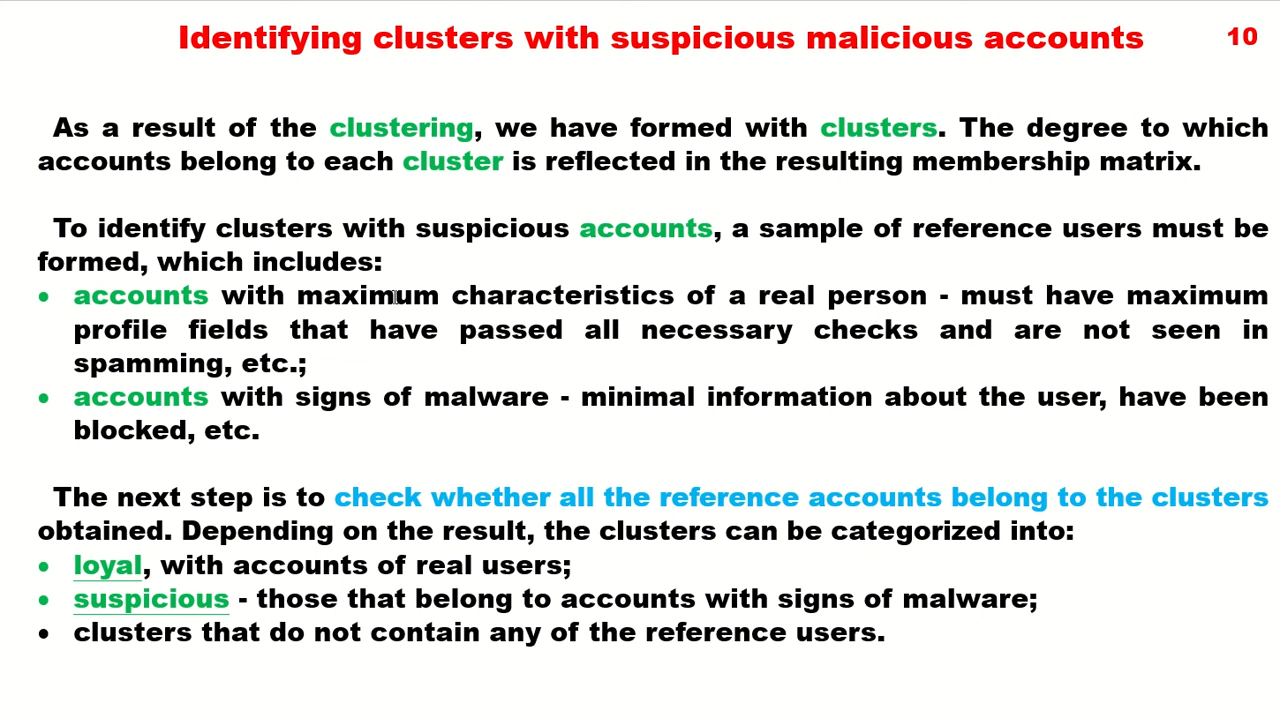 Identifying clusters with suspicious malicious accounts
10
As a result of the clustering, we have formed with clusters. The degree to which
accounts belong to each cluster is reflected in the resulting membership matrix.
To identify clusters with suspicious accounts, a sample of reference users must be
formed, which includes:
• accounts with maximum characteristics of a real person - must have maximum
profile fields that have passed all necessary checks and are not seen in
spamming, etc.;
• accounts with signs of malware - minimal information about the user, have been
blocked, etc.
The next step is to check whether all the reference accounts belong to the clusters
obtained. Depending on the result, the clusters can be categorized into:
• loyal, with accounts of real users;
• suspicious - those that belong to accounts with signs of malware;
• clusters that do not contain any of the reference users.